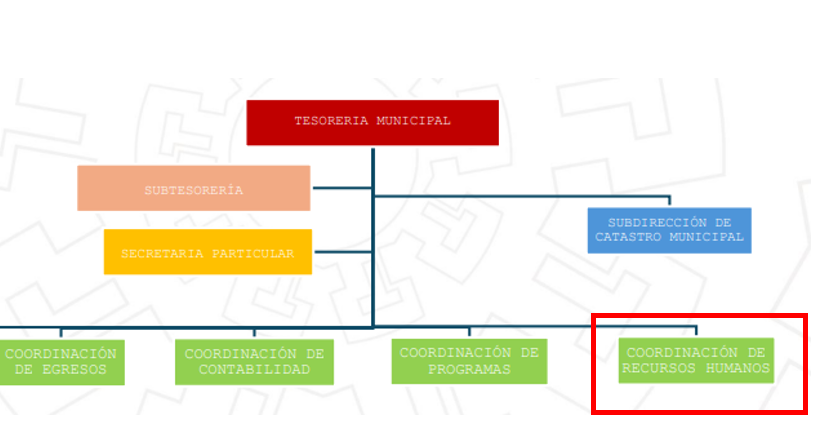 TESORERIA MUNICIPAL
SUBTESORERÍA
SUBDIRECCIÓN DE
CATASTRO MUNICIPAL
SECRETARIA PARTICULAR
COORDINACIÓN
DE EGRESOS
COORDINACIÓN DE
CONTABILIDAD
COORDINACIÓN DE
PROGRAMAS
COORDINACIÓN DE
RECURSOS HUMANOS